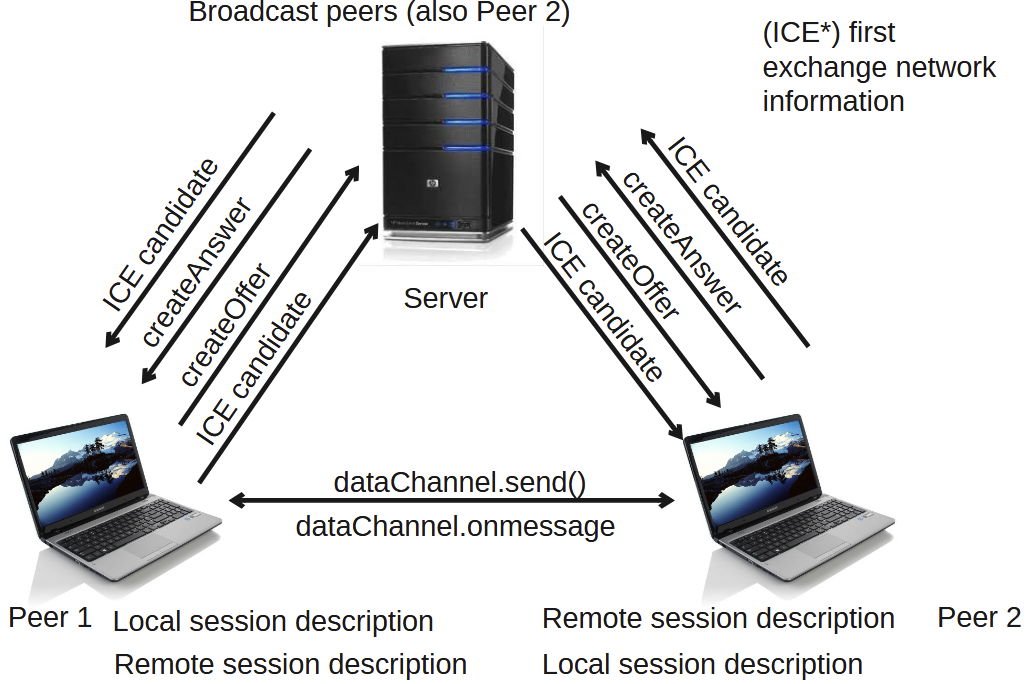 Broadcast peers (also Peer 2)
(ICE*) first
exchange network
information
ICE candidate
createAnswer
createOffer
ICE candidate
Server
ICE candidate
createOffer
createAnswer
ICE candidate
dataChannel.send()
dataChannel.onmessage
Peer 1
Local session description
Remote session description
Remote session description
Local session description
Peer 2